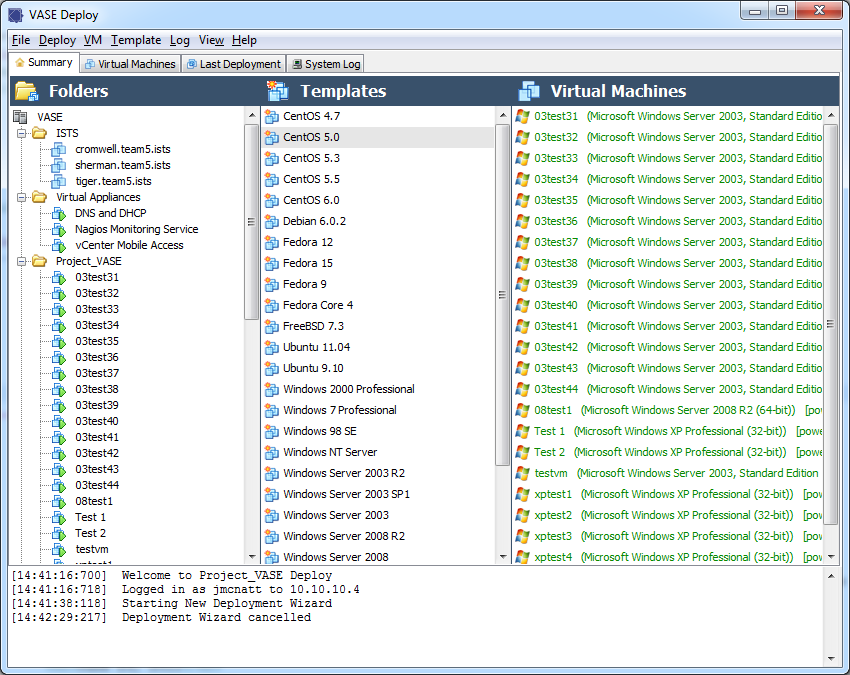 VASE Deploy
File Deploy VM Template Log View Help
Summary Virtual Machines Last Deployment System Log
Folders
VASE
ISTS
cromwell.team5.ists
sherman.team5.ists
tiger.team5.ists
Virtual Appliances
DNS and DHCP
Nagios Monitoring Service
vCenter Mobile Access
Project_VASE
03test31
03test32
03test33
03test34
03test35
03test36
03test37
03test38
03test39
03test40
03test41
03test42
03test43
03test44
08test1
Test 1
Test 2
testvm
Templates
CentOS 4.7
CentOS 5.0
CentOS 5.3
CentOS 5.5
CentOS 6.0
Debian 6.0.2
Fedora 12
Fedora 15
Fedora 9
Fedora Core 4
FreeBSD 7.3
Ubuntu 11.04
Ubuntu 9.10
Windows 2000 Professional
Windows 7 Professional
Windows 98 SE
Windows NT Server
Windows Server 2003 R2
Windows Server 2003 SP1
Windows Server 2003
Windows Server 2008 R2
Windows Server 2008
Virtual Machines
03test31 (Microsoft Windows Server 2003, Standard Editio
03test32 (Microsoft Windows Server 2003, Standard Editio
03test33 (Microsoft Windows Server 2003, Standard Editio
03test34 (Microsoft Windows Server 2003, Standard Editio
03test35 (Microsoft Windows Server 2003, Standard Editio
03test36 (Microsoft Windows Server 2003, Standard Editio
03test37 (Microsoft Windows Server 2003, Standard Editio
03test38 (Microsoft Windows Server 2003, Standard Editio
03test39 (Microsoft Windows Server 2003, Standard Editio
03test40 (Microsoft Windows Server 2003, Standard Editio
03test41 (Microsoft Windows Server 2003, Standard Editio
03test42 (Microsoft Windows Server 2003, Standard Editio
03test43 (Microsoft Windows Server 2003, Standard Editio
03test44 (Microsoft Windows Server 2003, Standard Editio
08test1 (Microsoft Windows Server 2008 R2 (64-bit)) [pow
Test 1 (Microsoft Windows XP Professional (32-bit)) [powe
Test 2 (Microsoft Windows XP Professional (32-bit)) [powe
testvm (Microsoft Windows Server 2003, Standard Edition
xptest1 (Microsoft Windows XP Professional (32-bit)) [pow
xptest2 (Microsoft Windows XP Professional (32-bit)) [pow
xptest3 (Microsoft Windows XP Professional (32-bit)) [pow
xptest4 (Microsoft Windows XP Professional (32-bit)) [pow
[14:41:16:700] Welcome to Project_VASE Deploy
[14:41:16:718] Logged in as jmcnatt to 10.10.10.4
[14:41:38:118] Starting New Deployment Wizard
[14:42:29:217] Deployment Wizard cancelled